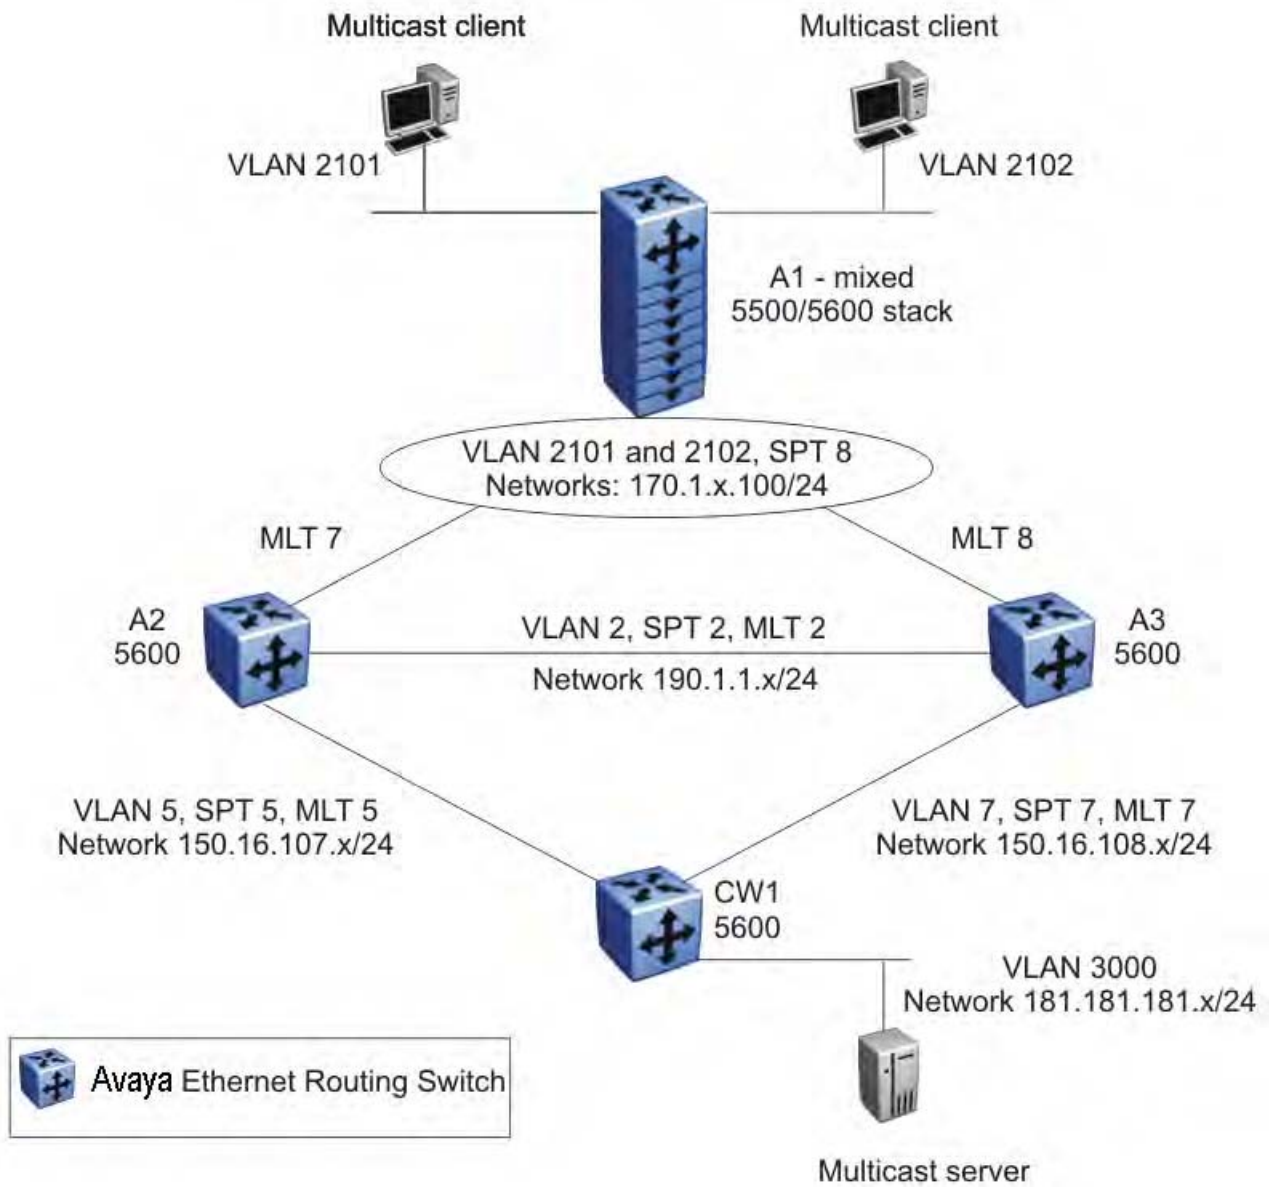 Multicast client
Multicast client
VLAN 2101
VLAN 2102
A1 - mixed
5500/5600 stack
VLAN 2101 and 2102, SPT 8
Networks: 170.1.x.100/24
MLT 7
MLT 8
A2
5600
VLAN 2, SPT 2, MLT 2
Network 190.1.1.x/24
A3
5600
VLAN 5, SPT 5, MLT 5
Network 150.16.107.x/24
VLAN 7, SPT 7, MLT 7
Network 150.16.108.x/24
CW1
5600
VLAN 3000
Network 181.181.181.x/24
Avaya Ethernet Routing Switch
Multicast server